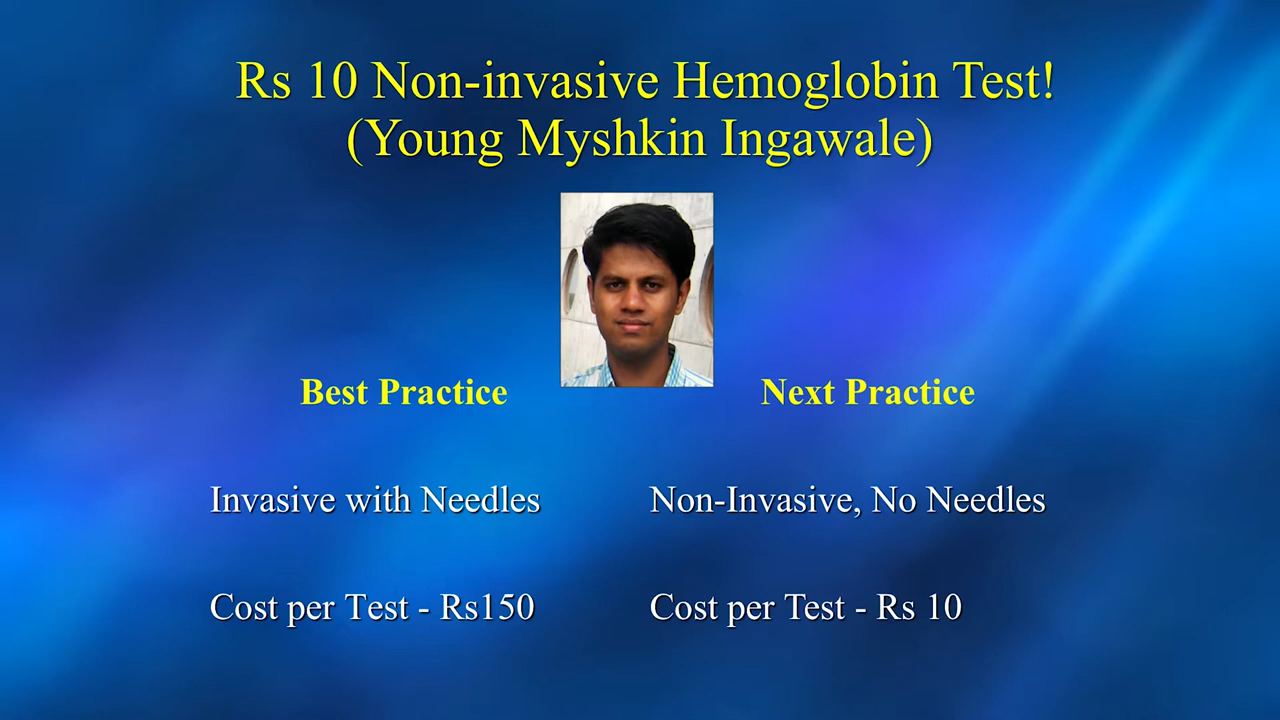 Rs 10 Non-invasive Hemoglobin Test!
(Young Myshkin Ingawale)
Best Practice
Next Practice
Invasive with Needles
Non-Invasive, No Needles
Cost per Test - Rs150
Cost per Test - Rs 10